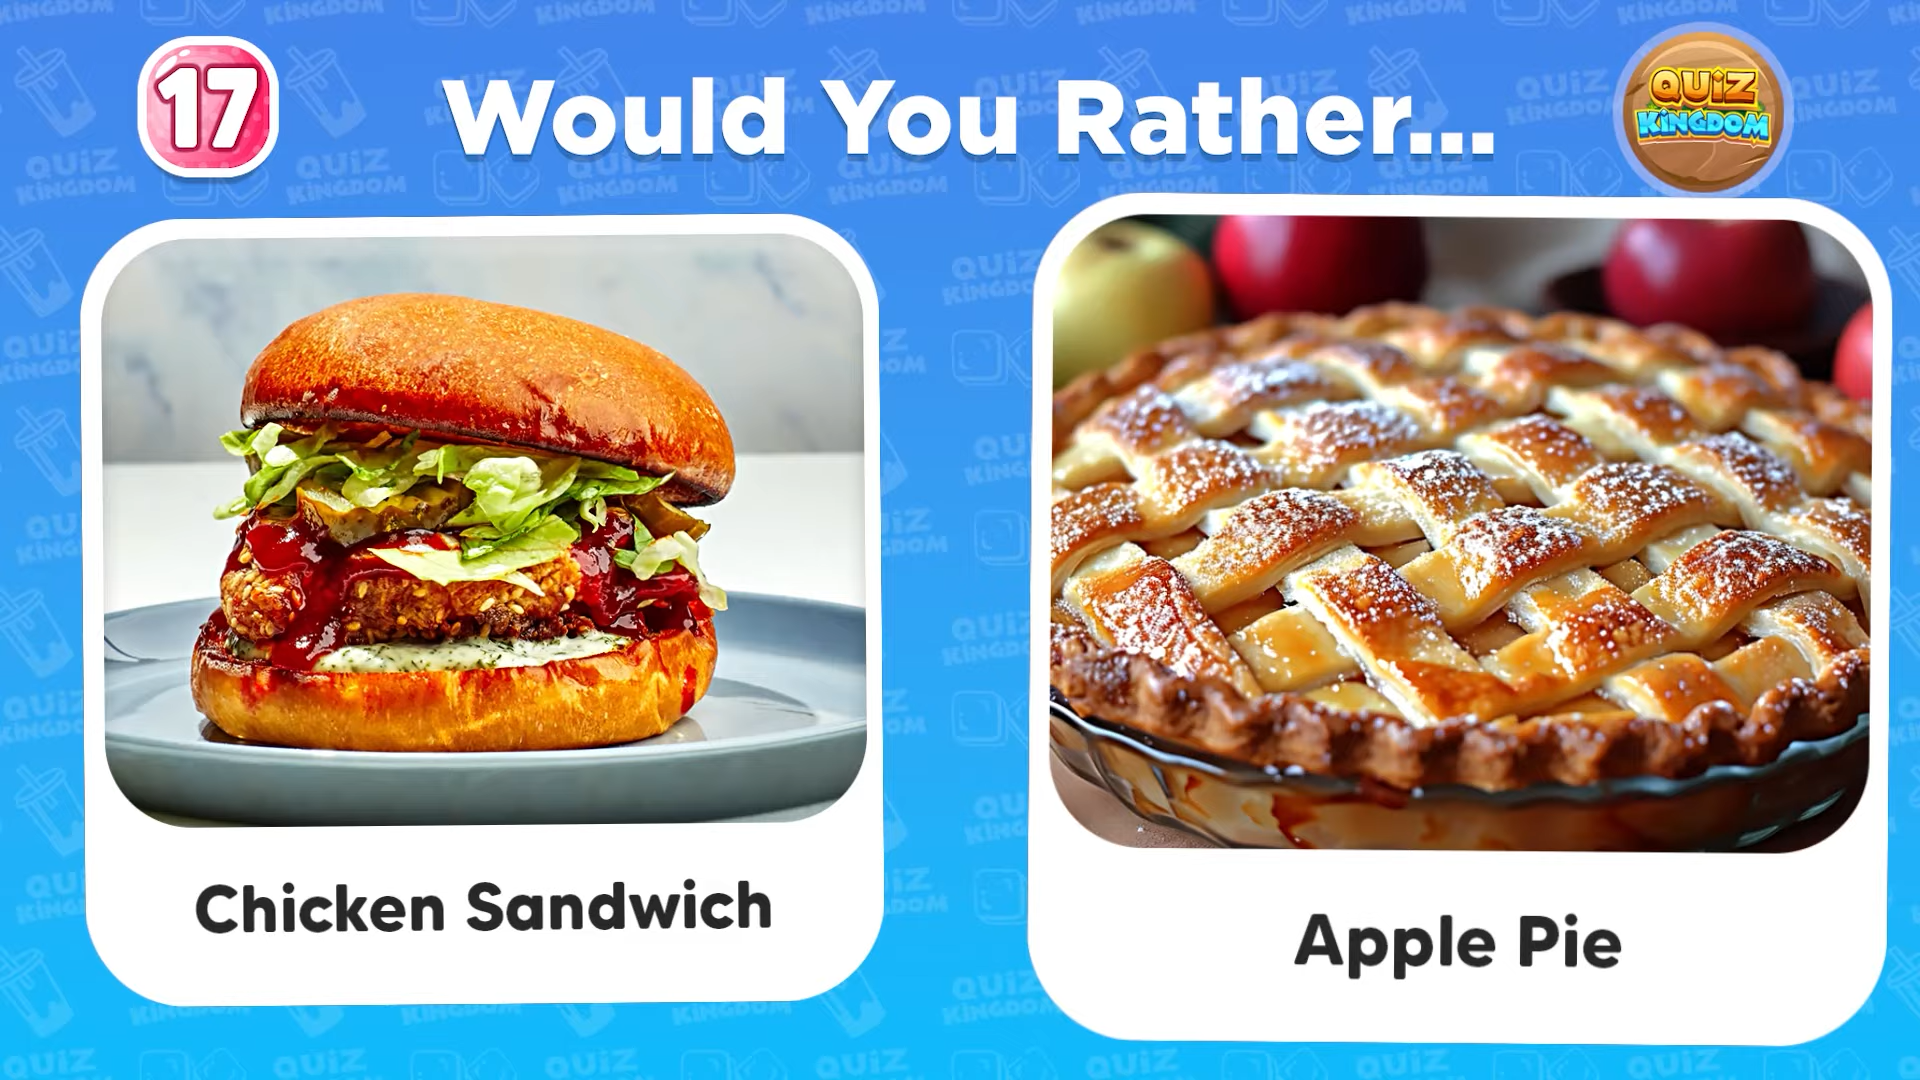 17
Would You Rather...
QUiZ
KiNGDOM
Chicken Sandwich
Apple Pie